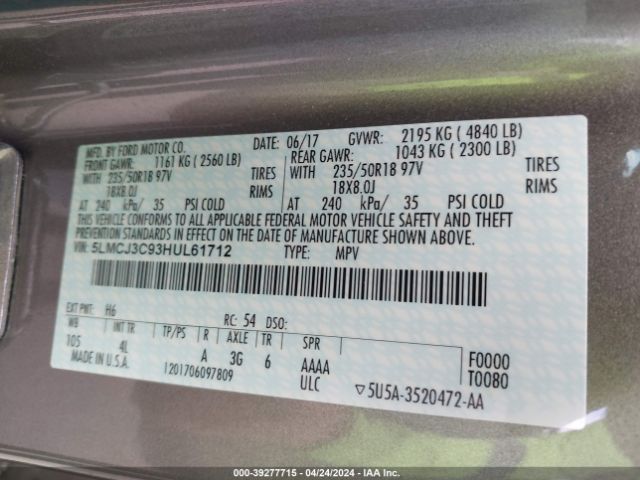 MFD. BY FORD MOTOR CO. DATE: 06/17 GVWR: 2195 KG ( 4840 LB)
FRONT GAWR: 1161 KG ( 2560 LB) REAR GAWR: 1043 KG ( 2300 LB)
WITH 235/50R18 97V TIRES WITH 235/50R18 97V TIRES
18X8.0J RIMS 18X8.0J RIMS
AT 240 kPa/ 35 PSI COLD AT 240 kPa/ 35 PSI COLD
THIS VEHICLE CONFORMS TO ALL APPLICABLE FEDERAL MOTOR VEHICLE SAFETY AND THEFT
PREVENTION STANDARDS IN EFFECT ON THE DATE OF MANUFACTURE SHOWN ABOVE.
VIN: 5LMCJ3C93HUL61712 TYPE: MPV
EXT PNT: H6 RC: 54 DSO:
WB INT TR TP/PS R AXLE TR SPR
105 4L A 3G 6 AAAA F0000
MADE IN U.S.A. 1201706097809 ULC T0080
▽5U5A-3520472-AA
000-39277715 - 04/24/2024 - IAA Inc.